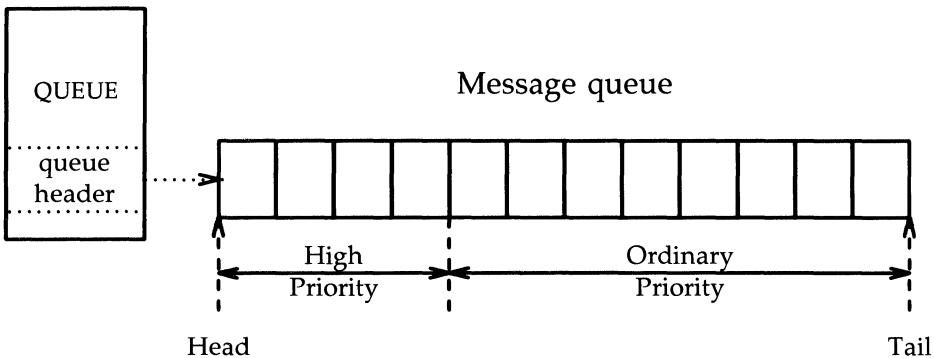 QUEUE
queue
header
Message queue
High
Priority
Ordinary
Priority
Head
Tail